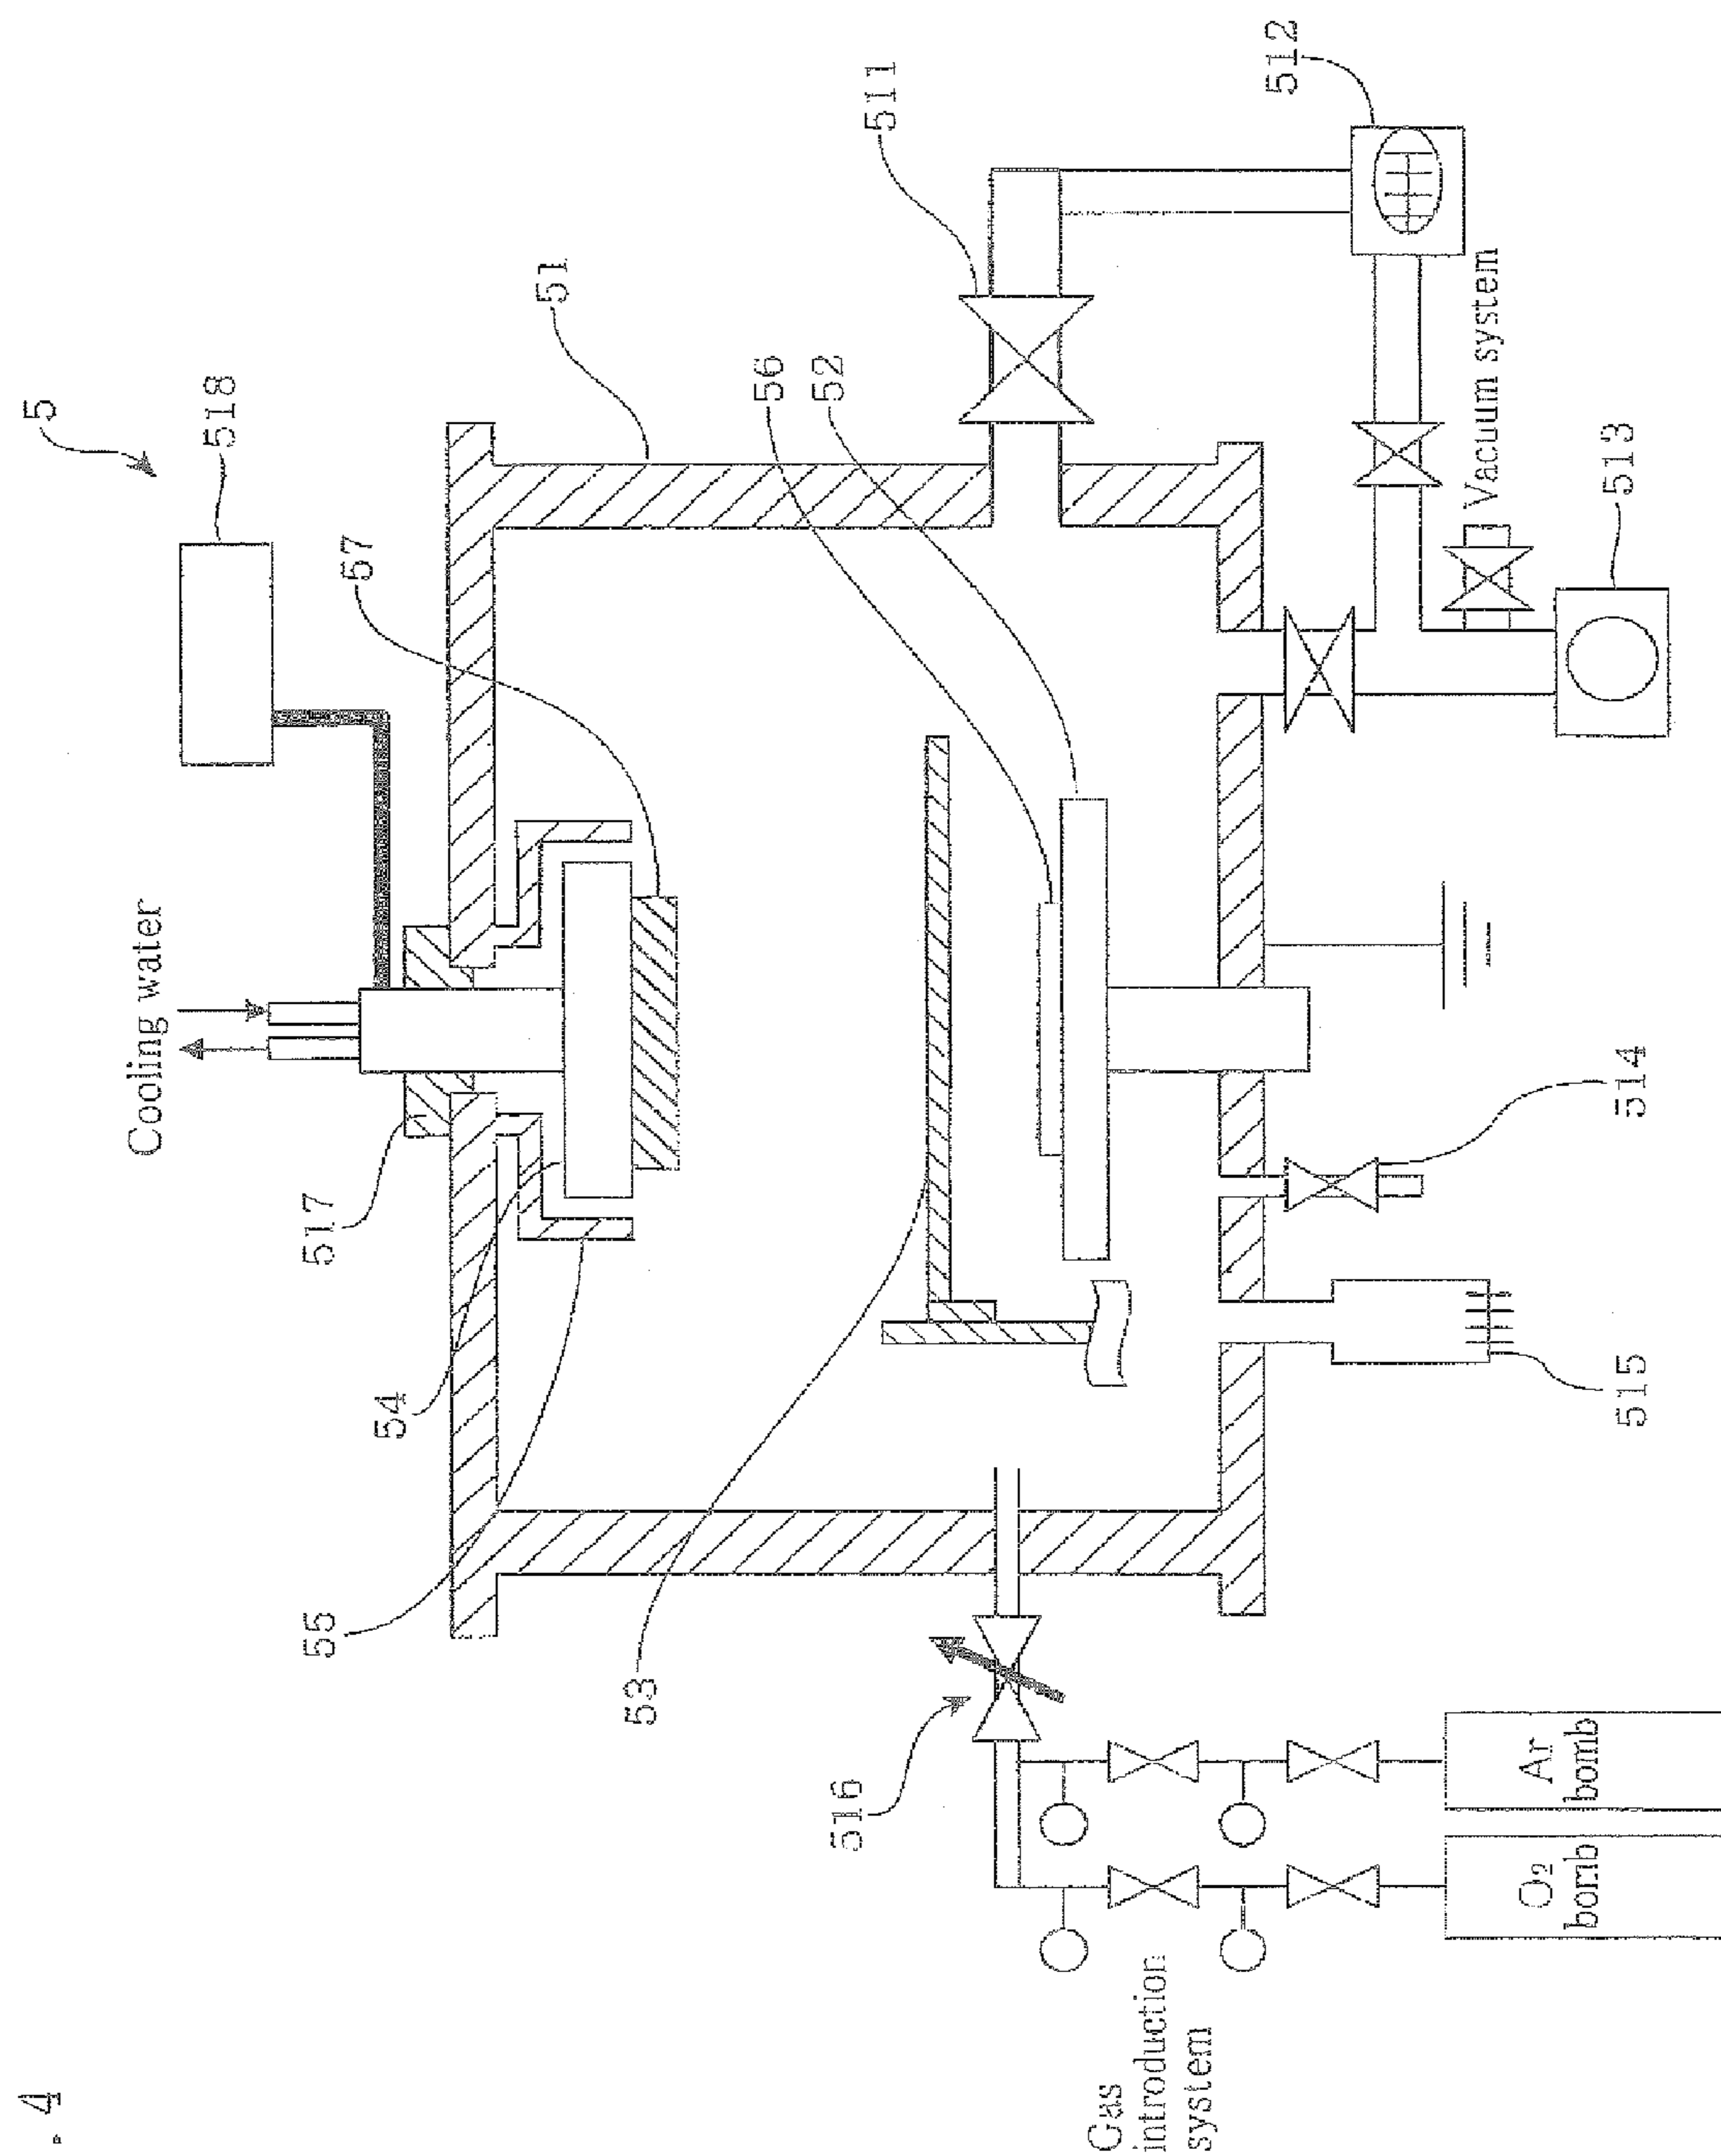 . 4
5
518
Cooling water
517
57
51
54
55
53
56
52
511
512
516
Gas
introduction
system
O₂
bomb
Ar
bomb
515
514
Vacuum system
513